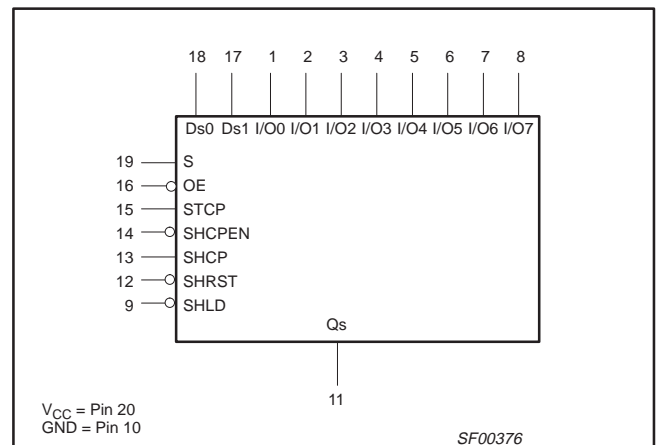 18 17 1 2 3 4 5 6 7 8
Ds0 Ds1 I/O0 I/O1 I/O2 I/O3 I/O4 I/O5 I/O6 I/O7
19 S
16 OE
15 STCP
14 SHCPEN
13 SHCP
12 SHRST
9 SHLD
Qs
11
VCC = Pin 20
GND = Pin 10
SF00376